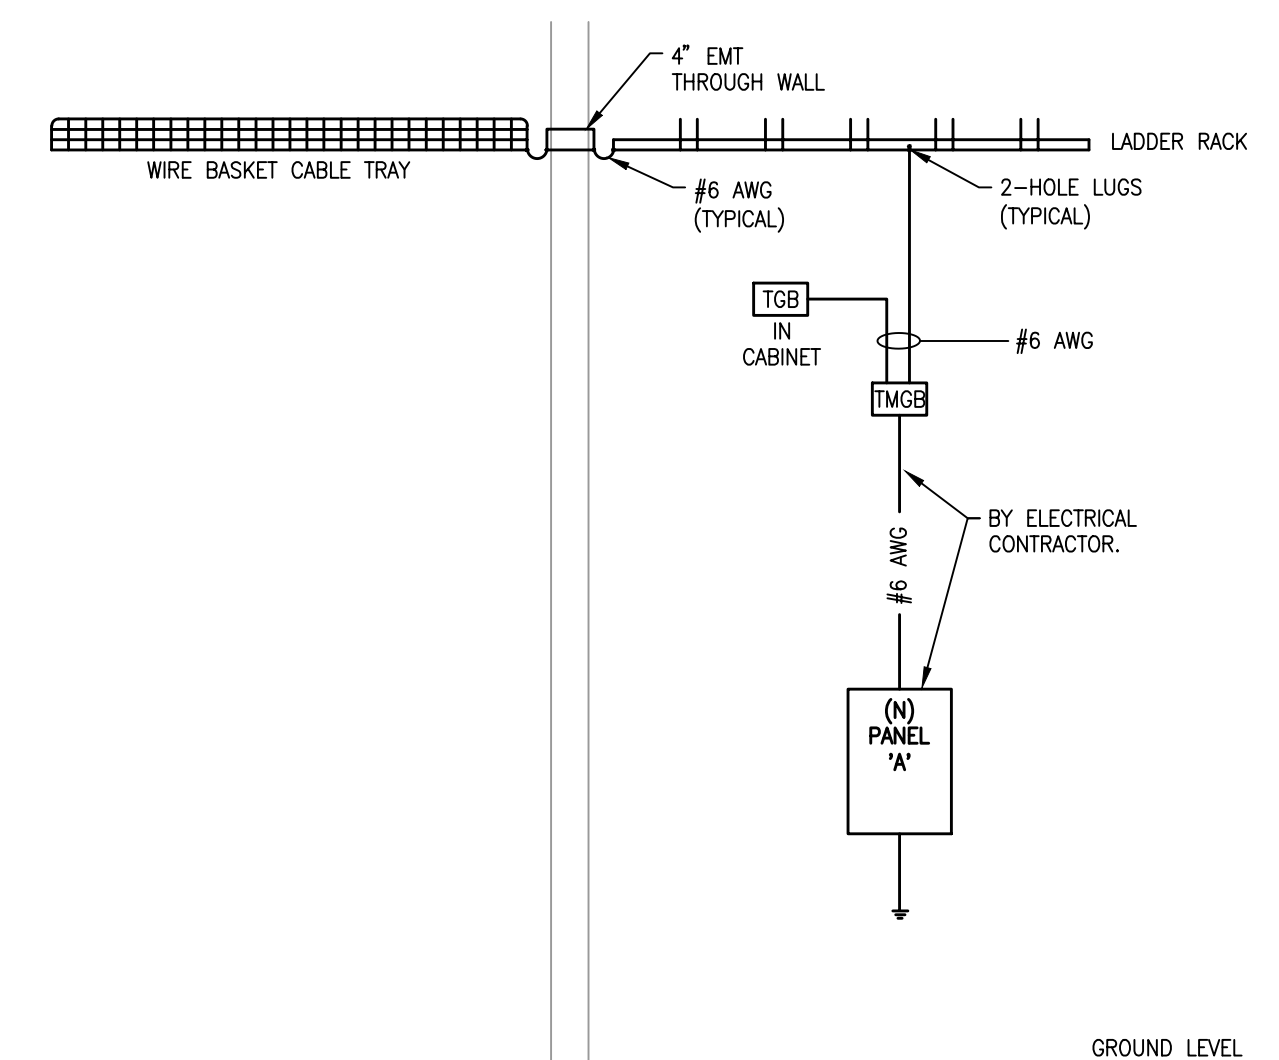 4" EMT
THROUGH WALL
LADDER RACK
WIRE BASKET CABLE TRAY
#6 AWG
(TYPICAL)
2-HOLE LUGS
(TYPICAL)
TGB
IN
CABINET
#6 AWG
TMGB
BY ELECTRICAL
CONTRACTOR.
#6 AWG
(N)
PANEL
'A'
GROUND LEVEL